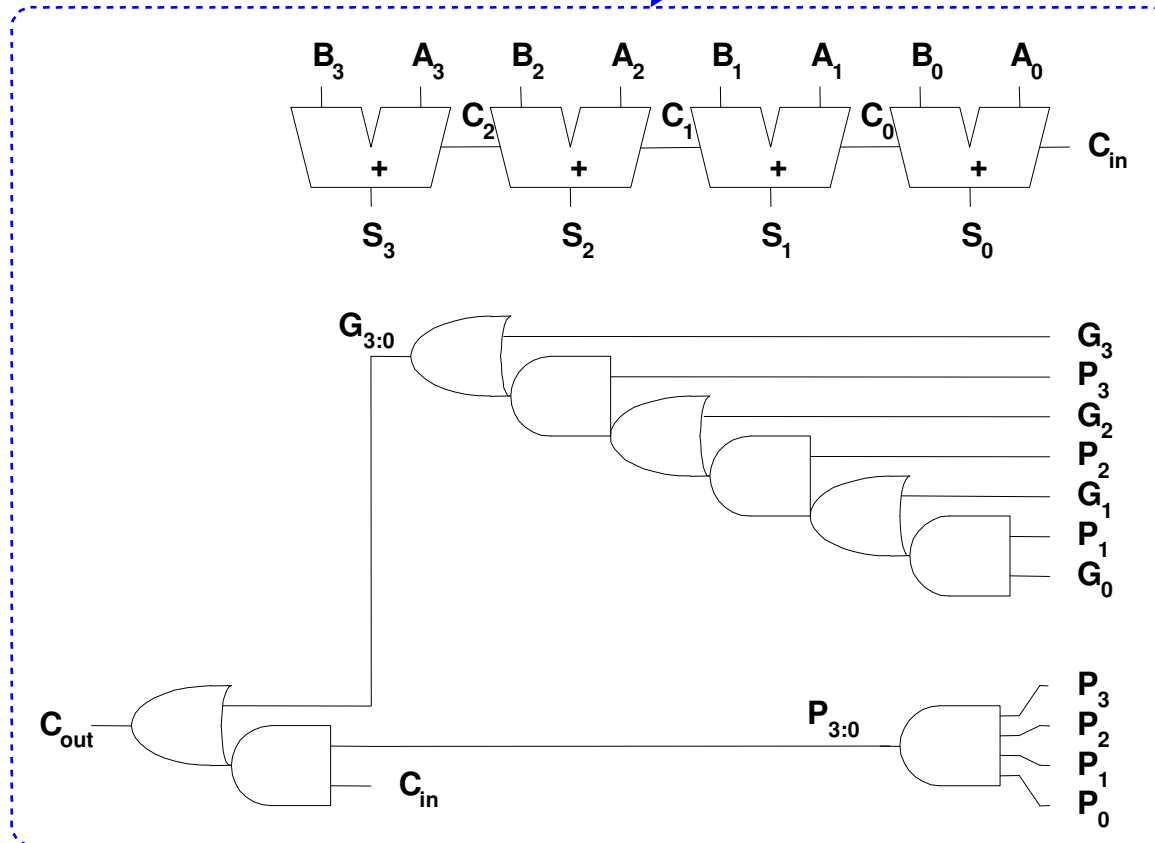 B3 A3 B2 A2 B1 A1 B0 A0
C2 C1 C0 Cin
+ + + +
S3 S2 S1 S0
G3:0 G3
P3
G2
P2
G1
P1
G0
P3
Cout P3:0 P2
P1
Cin P0